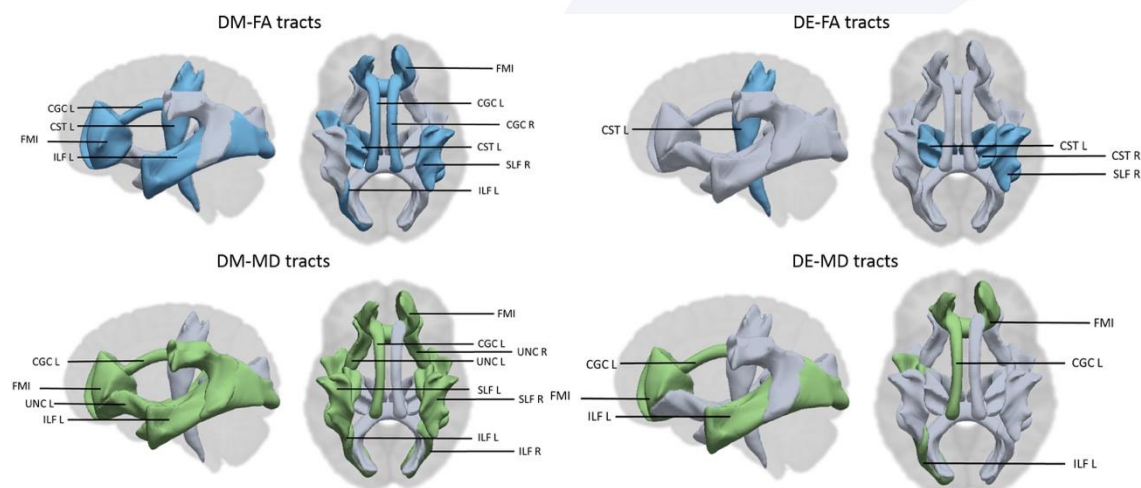 DM-FA tracts
CGC L
CST L
FMI
ILF L
FMI
CGC L
CGC R
CST L
SLF R
ILF L
DE-FA tracts
CST L
CST L
CST R
SLF R
DM-MD tracts
CGC L
FMI
UNC L
ILF L
FMI
CGC L
UNC R
UNC L
SLF L
SLF R
ILF L
ILF R
DE-MD tracts
CGC L
FMI
ILF L
FMI
CGC L
ILF L